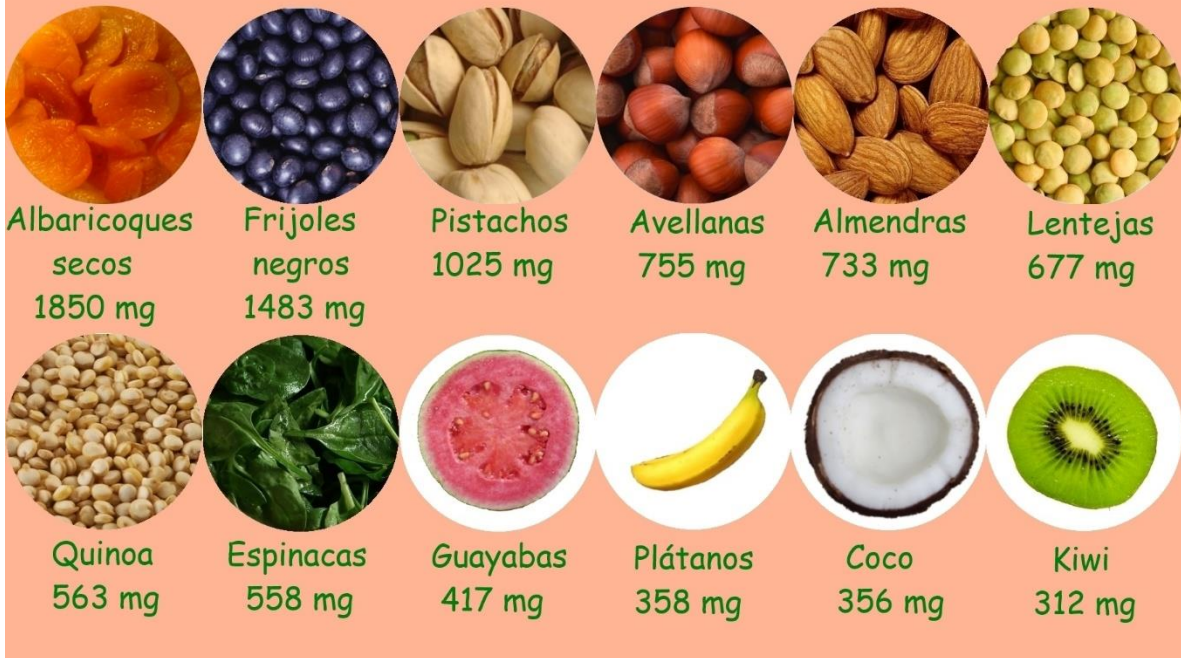 Albaricoques
secos
1850 mg
Frijoles
negros
1483 mg
Pistachos
1025 mg
Avellanas
755 mg
Almendras
733 mg
Lentejas
677 mg
Quinoa
563 mg
Espinacas
558 mg
Guayabas
417 mg
Plátanos
358 mg
Coco
356 mg
Kiwi
312 mg